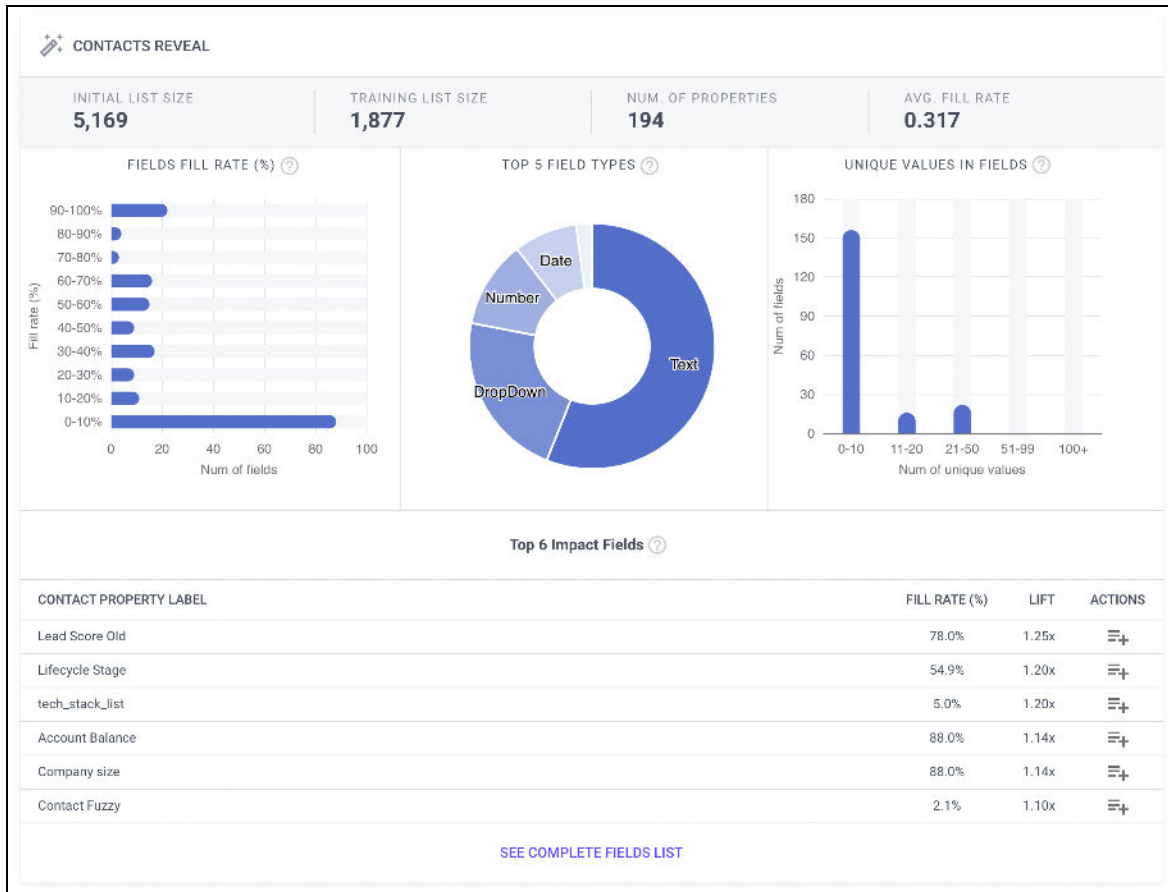 CONTACTS REVEAL
INITIAL LIST SIZE
5,169
TRAINING LIST SIZE
1,877
NUM. OF PROPERTIES
194
AVG. FILL RATE
0.317
FIELDS FILL RATE (%) ?
Fill rate (%)
90-100%
80-90%
70-80%
60-70%
50-60%
40-50%
30-40%
20-30%
10-20%
0-10%
0 20 40 60 80 100
Num of fields
TOP 5 FIELD TYPES ?
Date
Number
DropDown
Text
UNIQUE VALUES IN FIELDS ?
Num of fields
180
150
120
90
60
30
0
0-10 11-20 21-50 51-99 100+
Num of unique values
Top 6 Impact Fields ?
CONTACT PROPERTY LABEL FILL RATE (%) LIFT ACTIONS
Lead Score Old 78.0% 1.25x
Lifecycle Stage 54.9% 1.20x
tech_stack_list 5.0% 1.20x
Account Balance 88.0% 1.14x
Company size 88.0% 1.14x
Contact Fuzzy 2.1% 1.10x
SEE COMPLETE FIELDS LIST